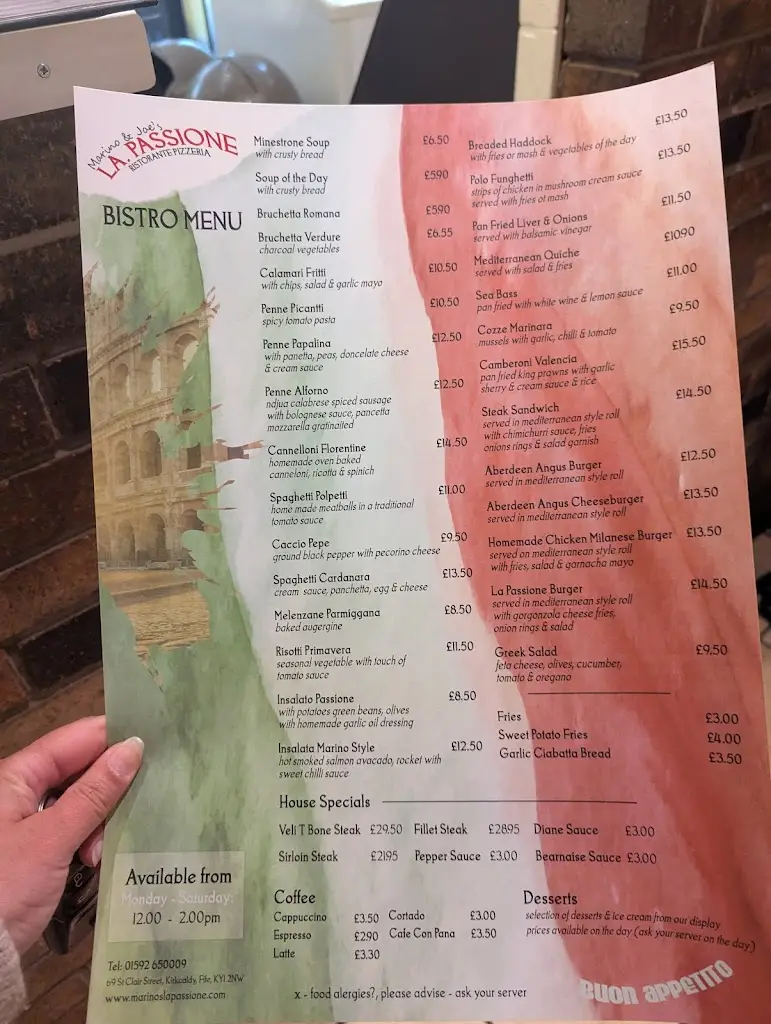 Marino & Joe's
LA PASSIONE
RISTORANTE PIZZERIA
BISTRO MENU
Minestrone Soup £6.50
with crusty bread
Soup of the Day £5.90
with crusty bread
Bruchetta Romana £5.90
Bruchetta Verdure £6.55
charcoal vegetables
Calamari Fritti £10.50
with chips, salad & garlic mayo
Penne Picantti £10.50
spicy tomato pasta
Penne Papalina £12.50
with panetta, peas, doncelate cheese
& cream sauce
Penne Alforno £12.50
ndjua calabrese spiced sausage
with bolognese sauce, pancetta
mozzarella gratinaited
Cannelloni Florentine £14.50
homemade oven baked
canneloni, ricotta & spinich
Spaghetti Polpetti £11.00
home made meatballs in a traditional
tomato sauce
Caccio Pepe £9.50
ground black pepper with pecorino cheese
Spaghetti Cardanara £13.50
cream sauce, panchetta, egg & cheese
Melenzane Parmiggana £8.50
baked augergine
Risotti Primavera £11.50
seasonal vegetable with touch of
tomato sauce
Insalato Passione £8.50
with potatoes green beans, olives
with homemade garlic oil dressing
Insalata Marino Style £12.50
hot smoked salmon avacado, rocket with
sweet chilli sauce
Breaded Haddock £13.50
with fries or mash & vegetables of the day
Polo Funghetti £13.50
strips of chicken in mushroom cream sauce
served with fries ot mash
Pan Fried Liver & Onions £11.50
served with balsamic vinegar
Mediterranean Quiche £10.90
served with salad & fries
Sea Bass £11.00
pan fried with white wine & lemon sauce
Cozze Marinara £9.50
mussels with garlic, chilli & tomato
Camberoni Valencia £15.50
pan fried king prawns with garlic
sherry & cream sauce & rice
Steak Sandwich £14.50
served in mediterranean style roll
with chimichurri sauce, fries
onions rings & salad garnish
Aberdeen Angus Burger £12.50
served in mediterranean style roll
Aberdeen Angus Cheeseburger £13.50
served in mediterranean style roll
Homemade Chicken Milanese Burger £13.50
served on mediterranean style roll
with fries, salad & garnacha mayo
La Passione Burger £14.50
served in mediterranean style roll
with gorgonzola cheese fries,
onion rings & salad
Greek Salad £9.50
feta cheese, olives, cucumber,
tomato & oregano
Fries £3.00
Sweet Potato Fries £4.00
Garlic Ciabatta Bread £3.50
House Specials
Veli T Bone Steak £29.50 Fillet Steak £28.95 Diane Sauce £3.00
Sirloin Steak £21.95 Pepper Sauce £3.00 Bearnaise Sauce £3.00
Coffee
Cappuccino £3.50 Cortado £3.00
Espresso £2.90 Cafe Con Pana £3.50
Latte £3.30
Desserts
selection of desserts & ice cream from our display
prices available on the day (ask your server on the day)
Available from
Monday - Saturday:
12.00 - 2.00pm
Tel: 01592 650009
69 St Clair Street, Kirkcaldy, Fife, KY1 2NW
www.marinoslapassione.com
x - food alergies?, please advise - ask your server
BUON APPETITO